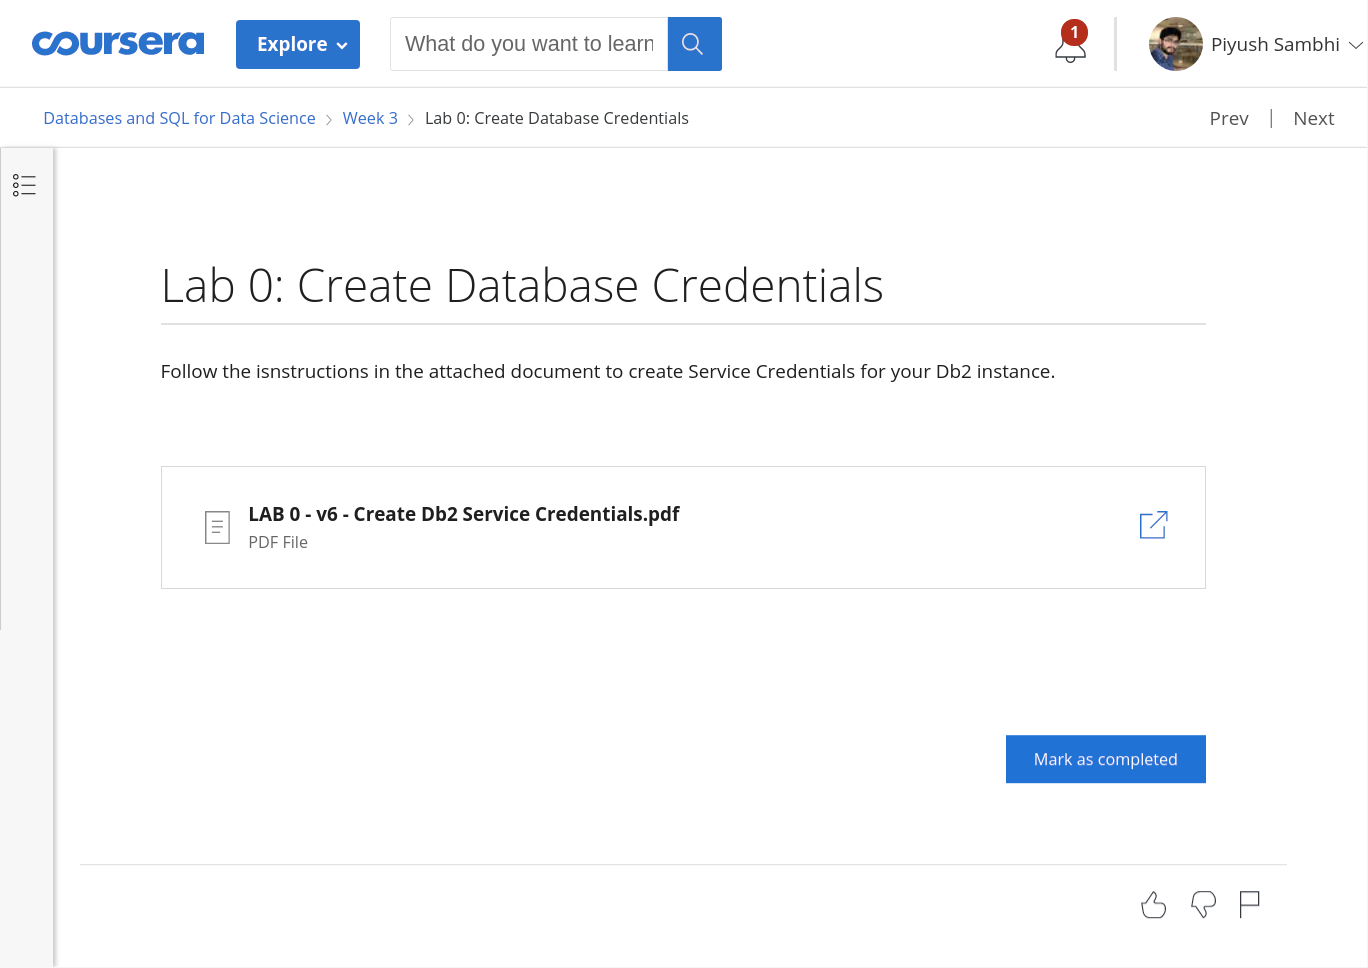 coursera
Explore
What do you want to learn
1
Piyush Sambhi
Databases and SQL for Data Science
Week 3
Lab 0: Create Database Credentials
Prev
Next
Lab 0: Create Database Credentials
Follow the isnstructions in the attached document to create Service Credentials for your Db2 instance.
LAB 0 - v6 - Create Db2 Service Credentials.pdf
PDF File
Mark as completed